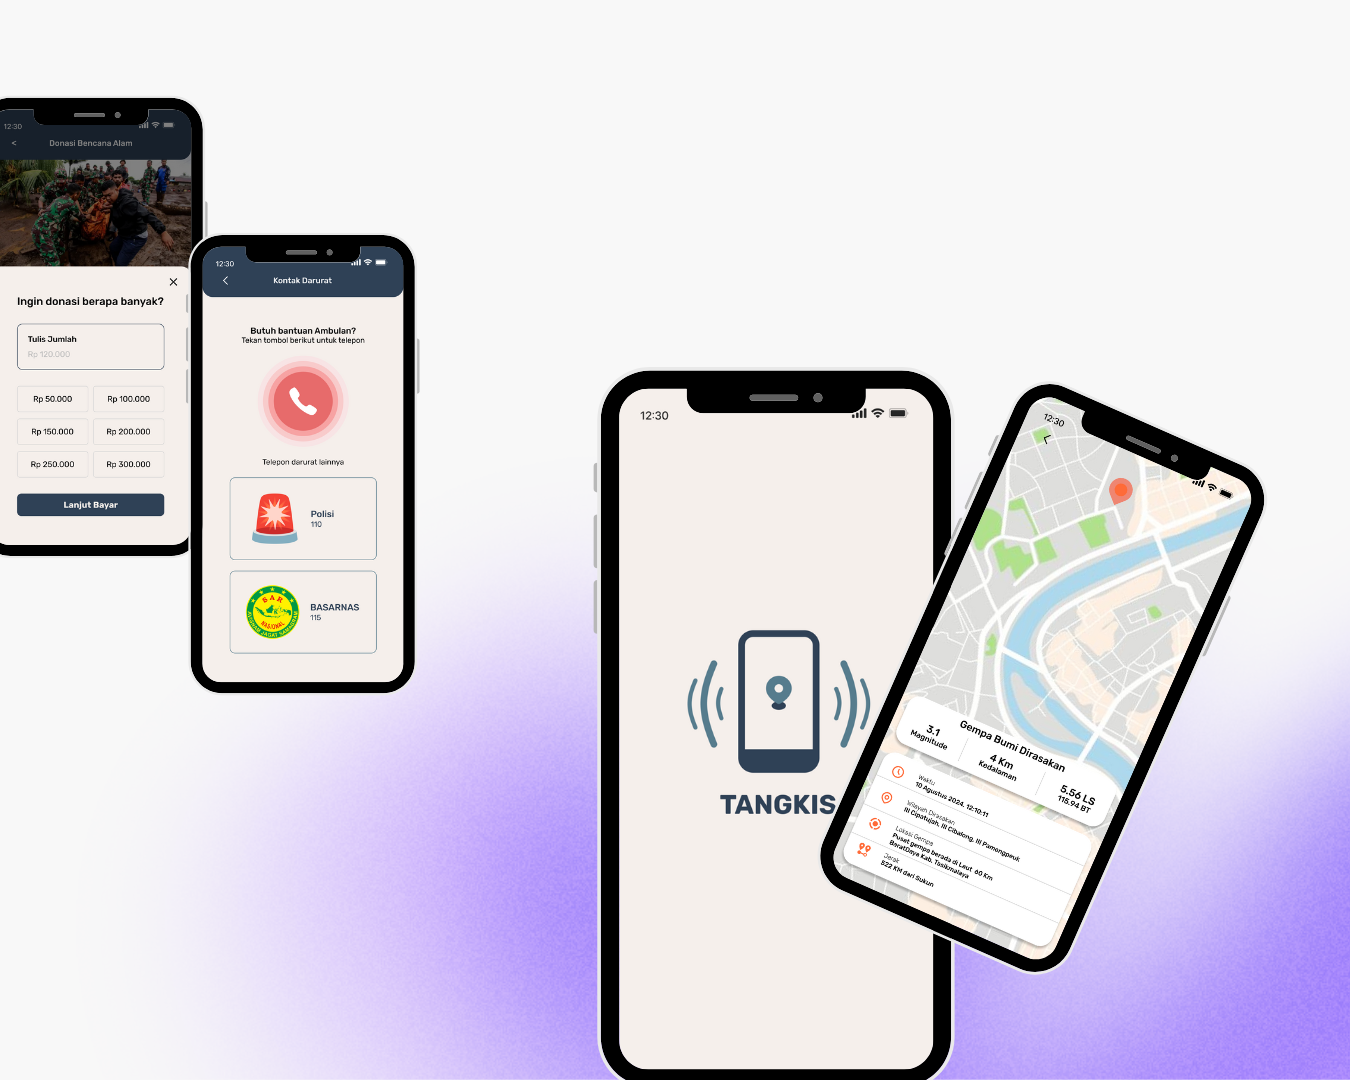 12:30
<
Donasi Bencana Alam
Ingin donasi berapa banyak?
Tulis Jumlah
Rp 120.000
Rp 50.000
Rp 100.000
Rp 150.000
Rp 200.000
Rp 250.000
Rp 300.000
Lanjut Bayar
12:30
Kontak Darurat
Butuh bantuan Ambulan?
Tekan tombol berikut untuk telepon
Telepon darurat lainnya
Polisi
110
SAR
NASIONAL
BASARNAS
115
12:30
TANGKIS
12:30
Gempa Bumi Dirasakan
3.1
Magnitude
4 Km
Kedalaman
5.56 LS
115.94 BT
Waktu
10 Agustus 2024, 12:10:11
Wilayah Dirasakan
III Cipatujah, III Cibalong, III Pameungpeuk
Lokasi Gempa
Pusat gempa berada di Laut 60 Km
BaratDaya Kab. Tasikmalaya
Jarak
522 KM dari Sukun